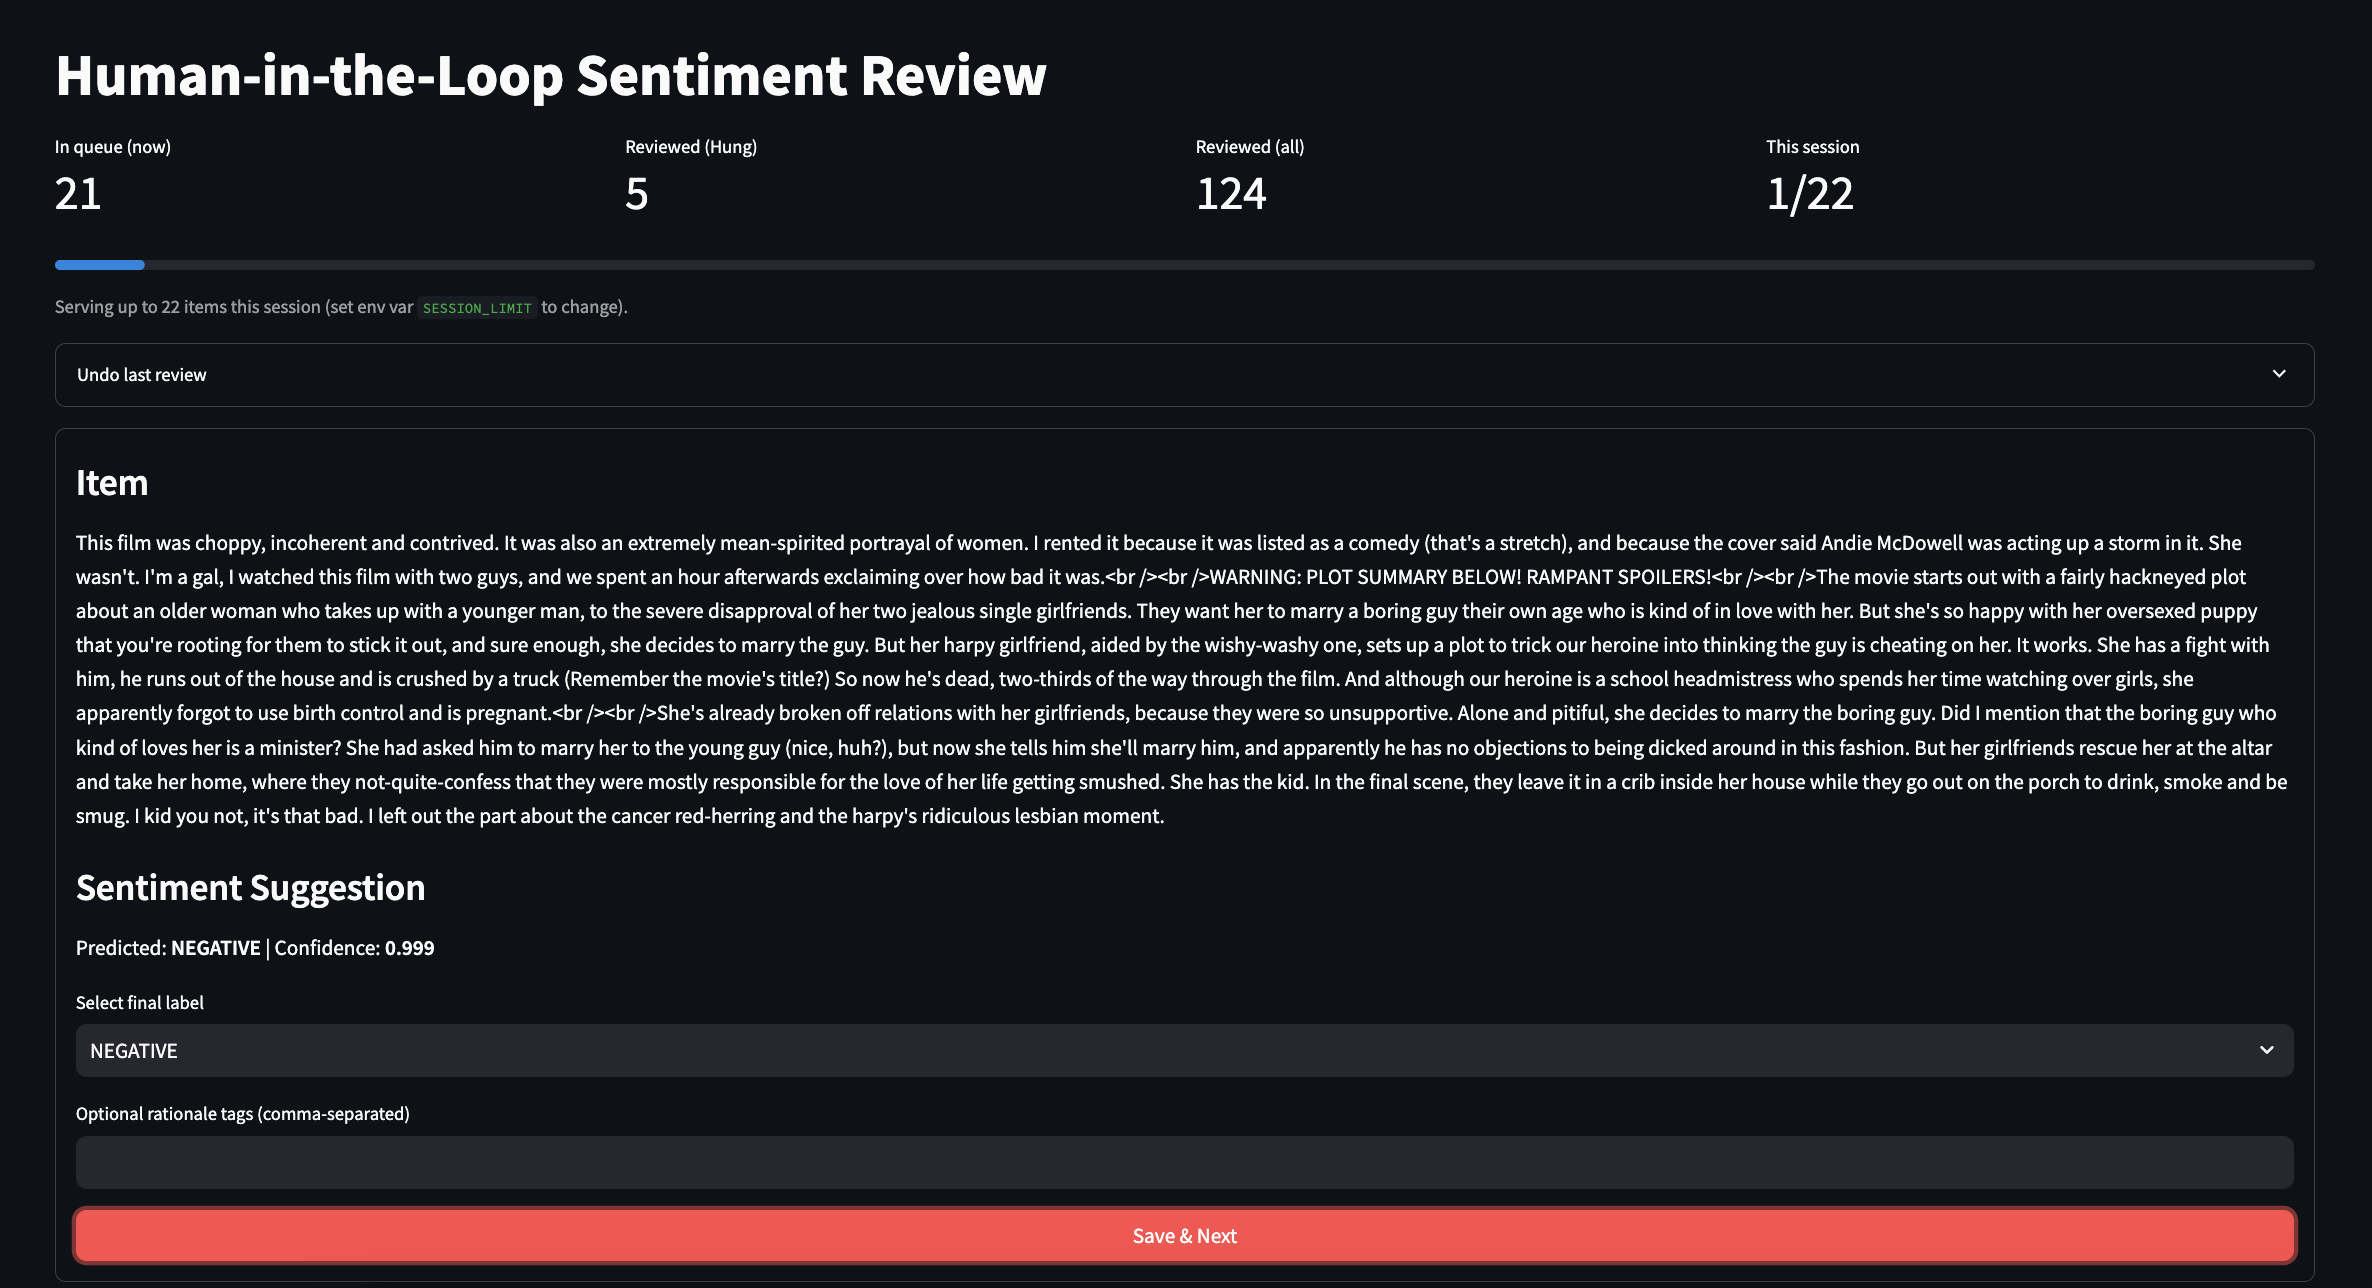 Human-in-the-Loop Sentiment Review
In queue (now)
21
Reviewed (Hung)
5
Reviewed (all)
124
This session
1/22
Serving up to 22 items this session (set env var SESSION_LIMIT to change).
Undo last review
Item
This film was choppy, incoherent and contrived. It was also an extremely mean-spirited portrayal of women. I rented it because it was listed as a comedy (that's a stretch), and because the cover said Andie McDowell was acting up a storm in it. She
wasn't. I'm a gal, I watched this film with two guys, and we spent an hour afterwards exclaiming over how bad it was.<br /><br />WARNING: PLOT SUMMARY BELOW! RAMPANT SPOILERS!<br /><br />The movie starts out with a fairly hackneyed plot
about an older woman who takes up with a younger man, to the severe disapproval of her two jealous single girlfriends. They want her to marry a boring guy their own age who is kind of in love with her. But she's so happy with her oversexed puppy
that you're rooting for them to stick it out, and sure enough, she decides to marry the guy. But her harpy girlfriend, aided by the wishy-washy one, sets up a plot to trick our heroine into thinking the guy is cheating on her. It works. She has a fight with
him, he runs out of the house and is crushed by a truck (Remember the movie's title?) So now he's dead, two-thirds of the way through the film. And although our heroine is a school headmistress who spends her time watching over girls, she
apparently forgot to use birth control and is pregnant.<br /><br />She's already broken off relations with her girlfriends, because they were so unsupportive. Alone and pitiful, she decides to marry the boring guy. Did I mention that the boring guy who
kind of loves her is a minister? She had asked him to marry her to the young guy (nice, huh?), but now she tells him she'll marry him, and apparently he has no objections to being dicked around in this fashion. But her girlfriends rescue her at the altar
and take her home, where they not-quite-confess that they were mostly responsible for the love of her life getting smushed. She has the kid. In the final scene, they leave it in a crib inside her house while they go out on the porch to drink, smoke and be
smug. I kid you not, it's that bad. I left out the part about the cancer red-herring and the harpy's ridiculous lesbian moment.
Sentiment Suggestion
Predicted: NEGATIVE | Confidence: 0.999
Select final label
NEGATIVE
Optional rationale tags (comma-separated)
Save & Next